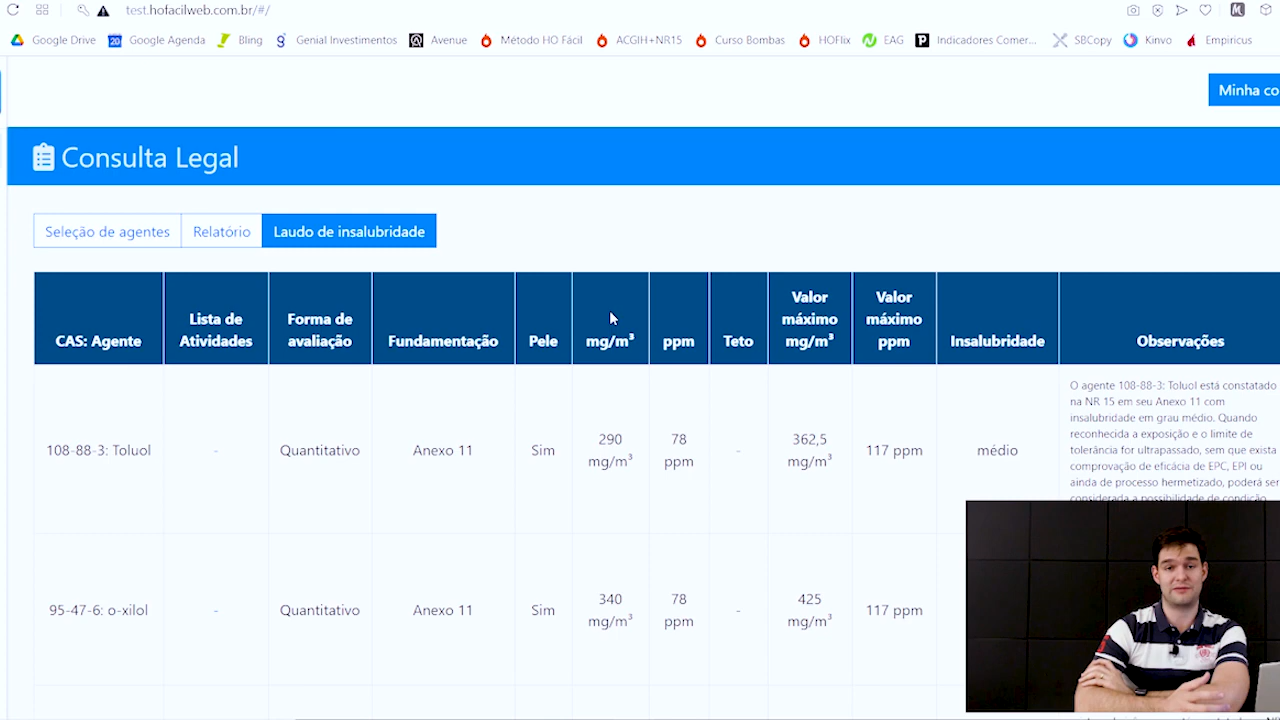 test.hofacilweb.com.br/#/
Google Drive
20 Google Agenda
Bling
Genial Investimentos
Avenue
Método HO Fácil
ACGIH+NR15
Curso Bombas
HOFlix
EAG
Indicadores Comer...
SBCopy
Kinvo
Empiricus
Minha co
Consulta Legal
Seleção de agentes
Relatório
Laudo de insalubridade
CAS: Agente
Lista de
Atividades
Forma de
avaliação
Fundamentação
Pele
mg/m³
ppm
Teto
Valor
máximo
mg/m³
Valor
máximo
ppm
Insalubridade
Observações
108-88-3: Toluol
-
Quantitativo
Anexo 11
Sim
290
mg/m³
78
ppm
-
362,5
mg/m³
117 ppm
médio
O agente 108-88-3: Toluol está constatado
na NR 15 em seu Anexo 11 com
insalubridade em grau médio. Quando
reconhecida a exposição e o limite de
tolerância for ultrapassado, sem que exista
comprovação de eficácia de EPC, EPI ou
ainda de processo hermetizado, poderá ser
considerada a possibilidade de condição
95-47-6: o-xilol
-
Quantitativo
Anexo 11
Sim
340
mg/m³
78
ppm
-
425
mg/m³
117 ppm